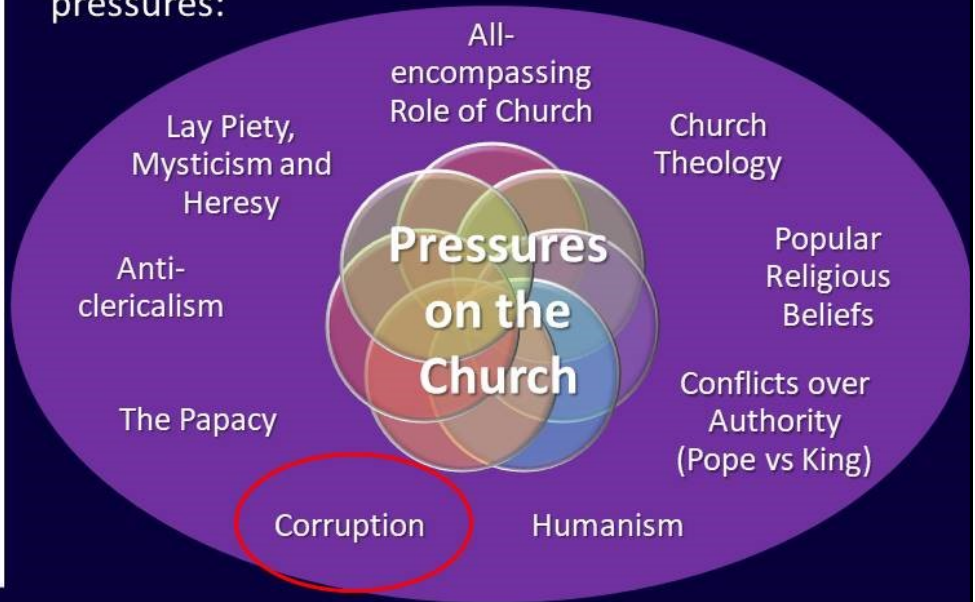 pressures:
All-
encompassing
Role of Church
Church
Theology
Popular
Religious
Beliefs
Conflicts over
Authority
(Pope vs King)
Humanism
Corruption
The Papacy
Anti-
clericalism
Lay Piety,
Mysticism and
Heresy
Pressures
on the
Church